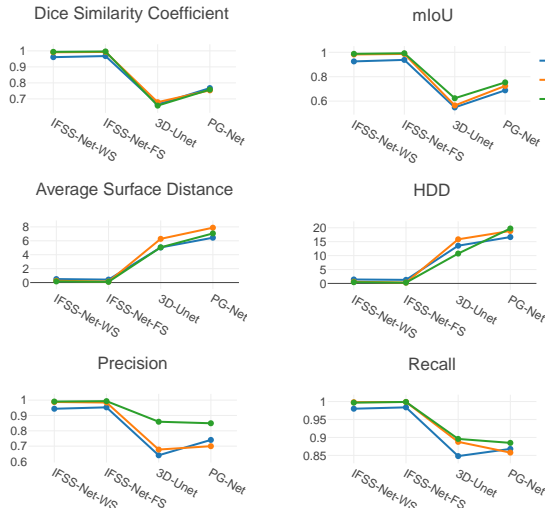 Dice Similarity Coefficient
1
0.9
0.8
0.7
IFSS-Net-WS
IFSS-Net-FS
3D-Unet
PG-Net
mIoU
1
0.8
0.6
IFSS-Net-WS
IFSS-Net-FS
3D-Unet
PG-Net
Average Surface Distance
8
6
4
2
0
IFSS-Net-WS
IFSS-Net-FS
3D-Unet
PG-Net
HDD
20
15
10
5
0
IFSS-Net-WS
IFSS-Net-FS
3D-Unet
PG-Net
Precision
1
0.9
0.8
0.7
0.6
IFSS-Net-WS
IFSS-Net-FS
3D-Unet
PG-Net
Recall
1
0.95
0.9
0.85
IFSS-Net-WS
IFSS-Net-FS
3D-Unet
PG-Net